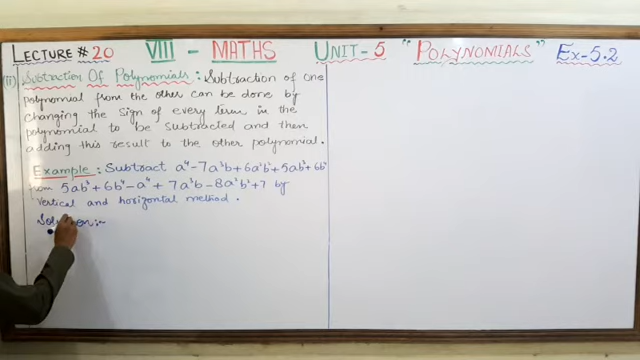 LECTURE # 20 VIII - MATHS UNIT-5 "POLYNOMIALS" Ex-5.2
(ii) Subtraction Of Polynomials: Subtraction of one
polynomial from the other can be done by
changing the sign of every term in the
polynomial to be subtracted and then
adding this result to the other polynomial.
Example: Subtract a⁴-7a³b+6a²b²+5ab³+6b⁴
from 5ab³+6b⁴-a⁴+7a³b-8a²b²+7 by
Vertical and horizontal method.